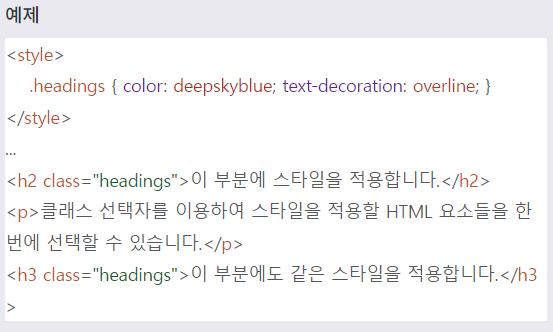 예제
<style>
.headings { color: deepskyblue; text-decoration: overline; }
</style>
...
<h2 class="headings">이 부분에 스타일을 적용합니다.</h2>
<p>클래스 선택자를 이용하여 스타일을 적용할 HTML 요소들을 한
번에 선택할 수 있습니다.</p>
<h3 class="headings">이 부분에도 같은 스타일을 적용합니다.</h3
>